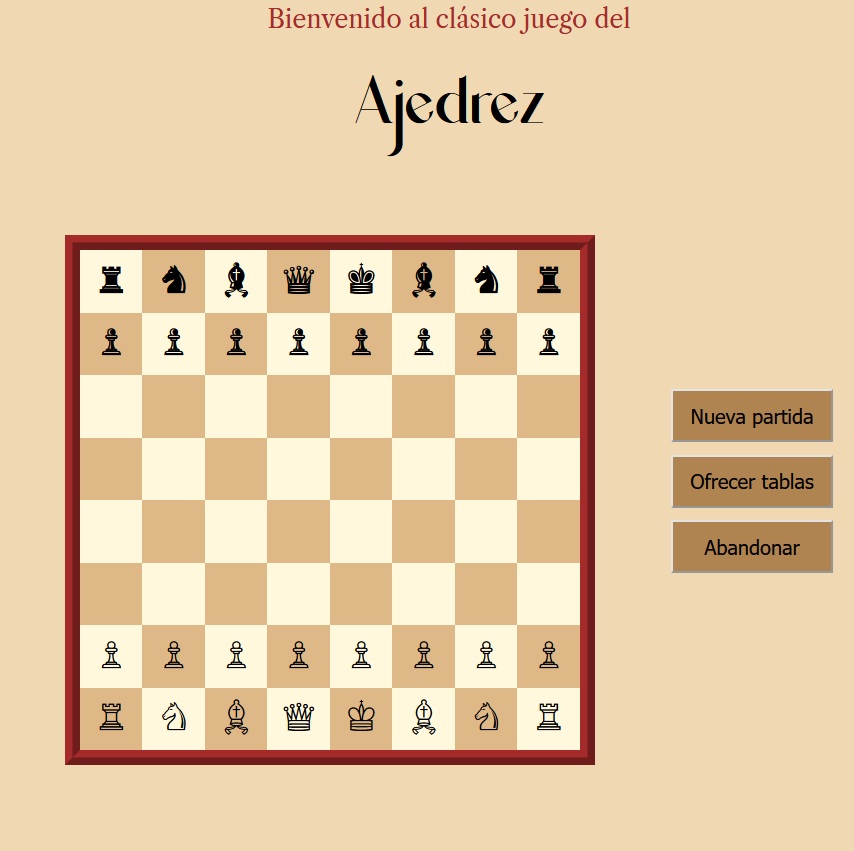 Bienvenido al clásico juego del
Ajedrez
Nueva partida
Ofrecer tablas
Abandonar